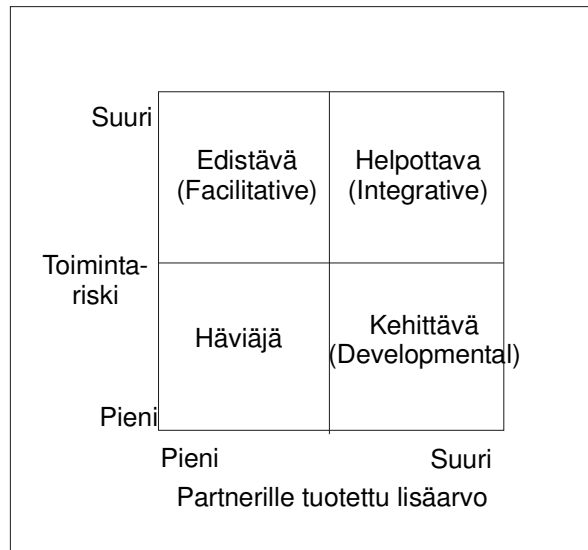 Suuri
Edistävä
(Facilitative)
Helpottava
(Integrative)
Toiminta-
riski
Häviäjä
Kehittävä
(Developmental)
Pieni
Pieni
Suuri
Partnerille tuotettu lisäarvo